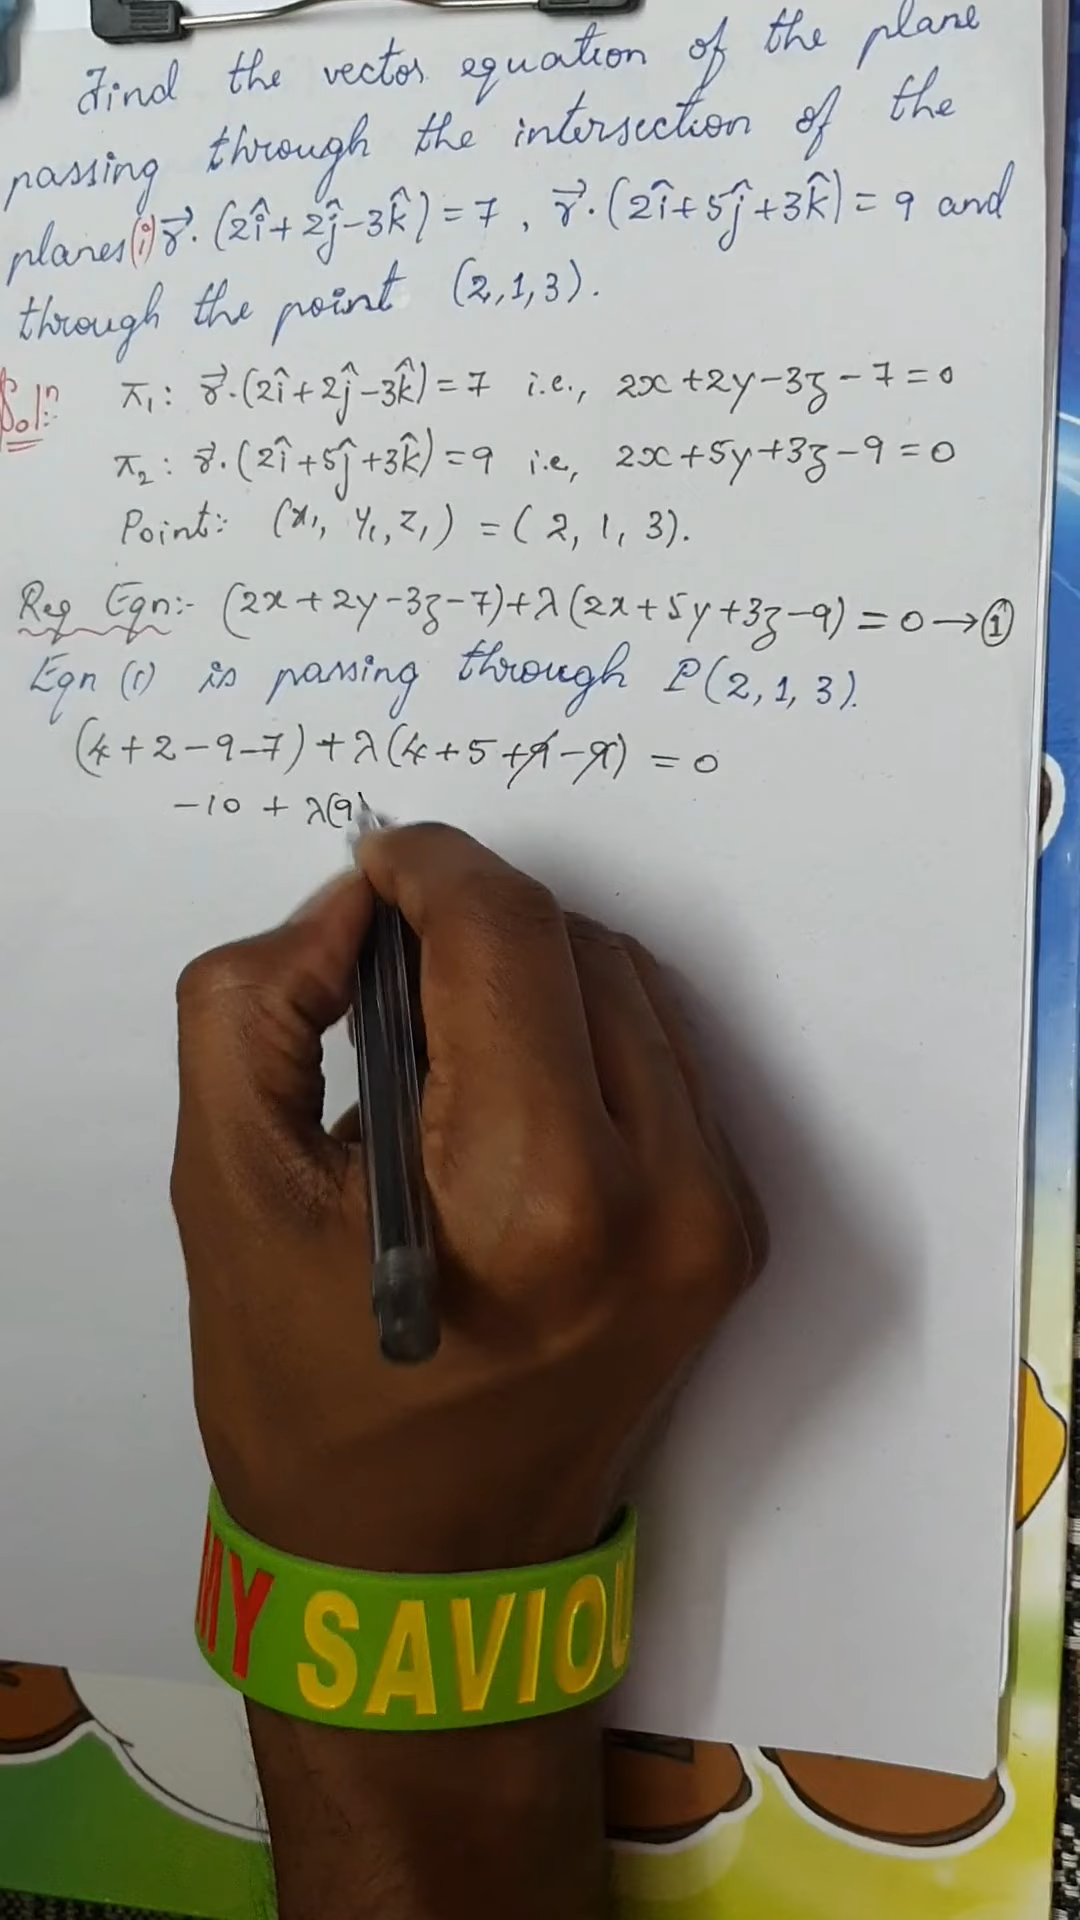 Find the vector equation of the plane
passing through the intersection of the
planes (i) r⃗. (2î+2ĵ-3k̂) = 7 , r⃗. (2î+5ĵ+3k̂) = 9 and
through the point (2,1,3).
Sol:n π₁: r⃗.(2î+2ĵ-3k̂) = 7 i.e., 2x+2y-3z-7=0
π₂: r⃗.(2î+5ĵ+3k̂) = 9 i.e, 2x+5y+3z-9=0
Point:- (x₁, y₁, z₁) = (2, 1, 3).
Req Eqn:- (2x+2y-3z-7)+λ(2x+5y+3z-9) = 0 → ①
Eqn (1) is passing through P(2,1,3).
(4+2-9-7)+λ(4+5+9-9) = 0
-10 + λ(9)
MY SAVIOU